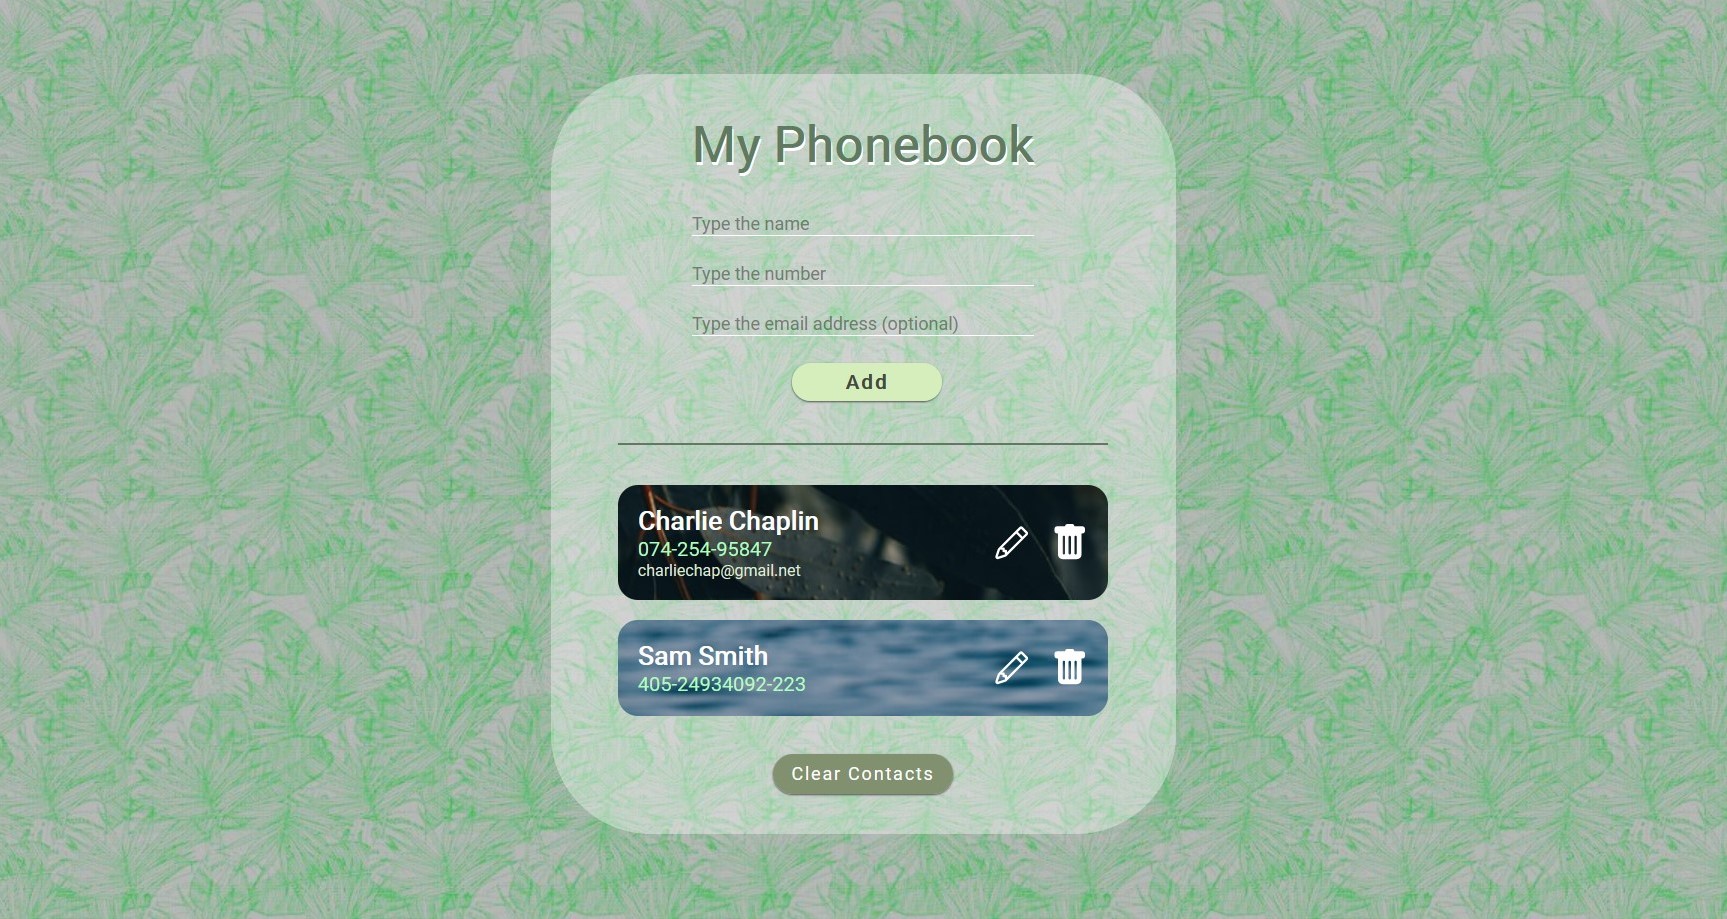 My Phonebook
Type the name
Type the number
Type the email address (optional)
Add
Charlie Chaplin
074-254-95847
charliechap@gmail.net
Sam Smith
405-24934092-223
Clear Contacts